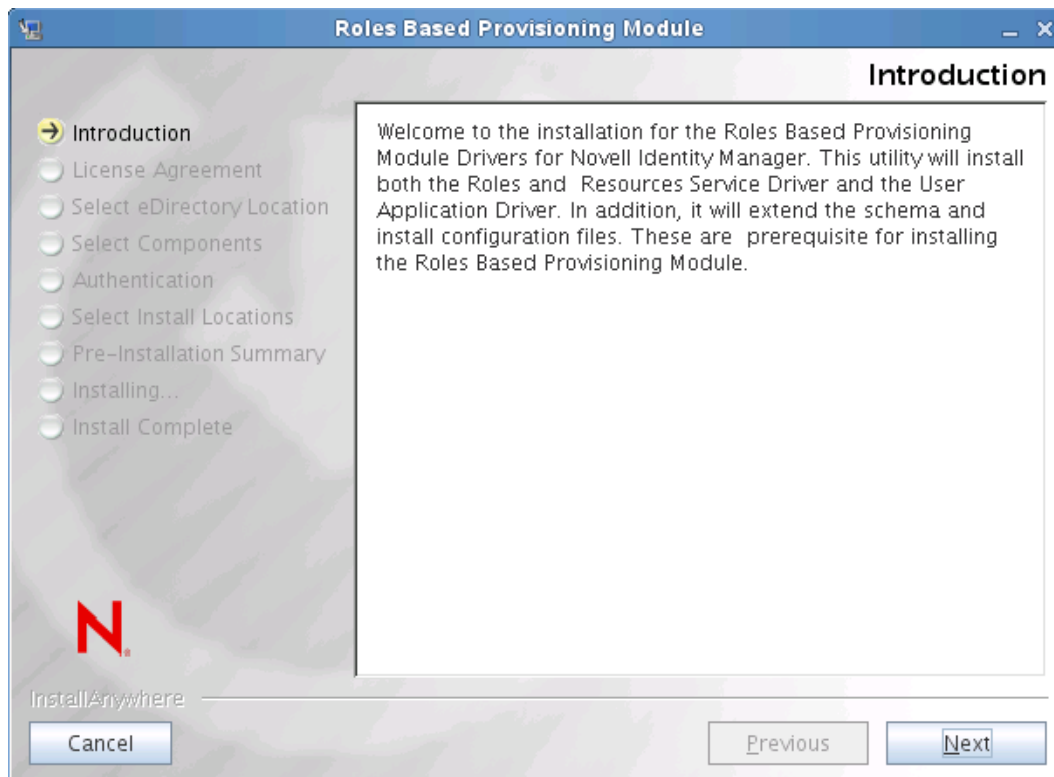 Roles Based Provisioning Module
Introduction
Introduction
License Agreement
Select eDirectory Location
Select Components
Authentication
Select Install Locations
Pre-Installation Summary
Installing...
Install Complete
Welcome to the installation for the Roles Based Provisioning
Module Drivers for Novell Identity Manager. This utility will install
both the Roles and  Resources Service Driver and the User
Application Driver. In addition, it will extend the schema and
install configuration files. These are  prerequisite for installing
the Roles Based Provisioning Module.
N
InstallAnywhere
Cancel
Previous
Next